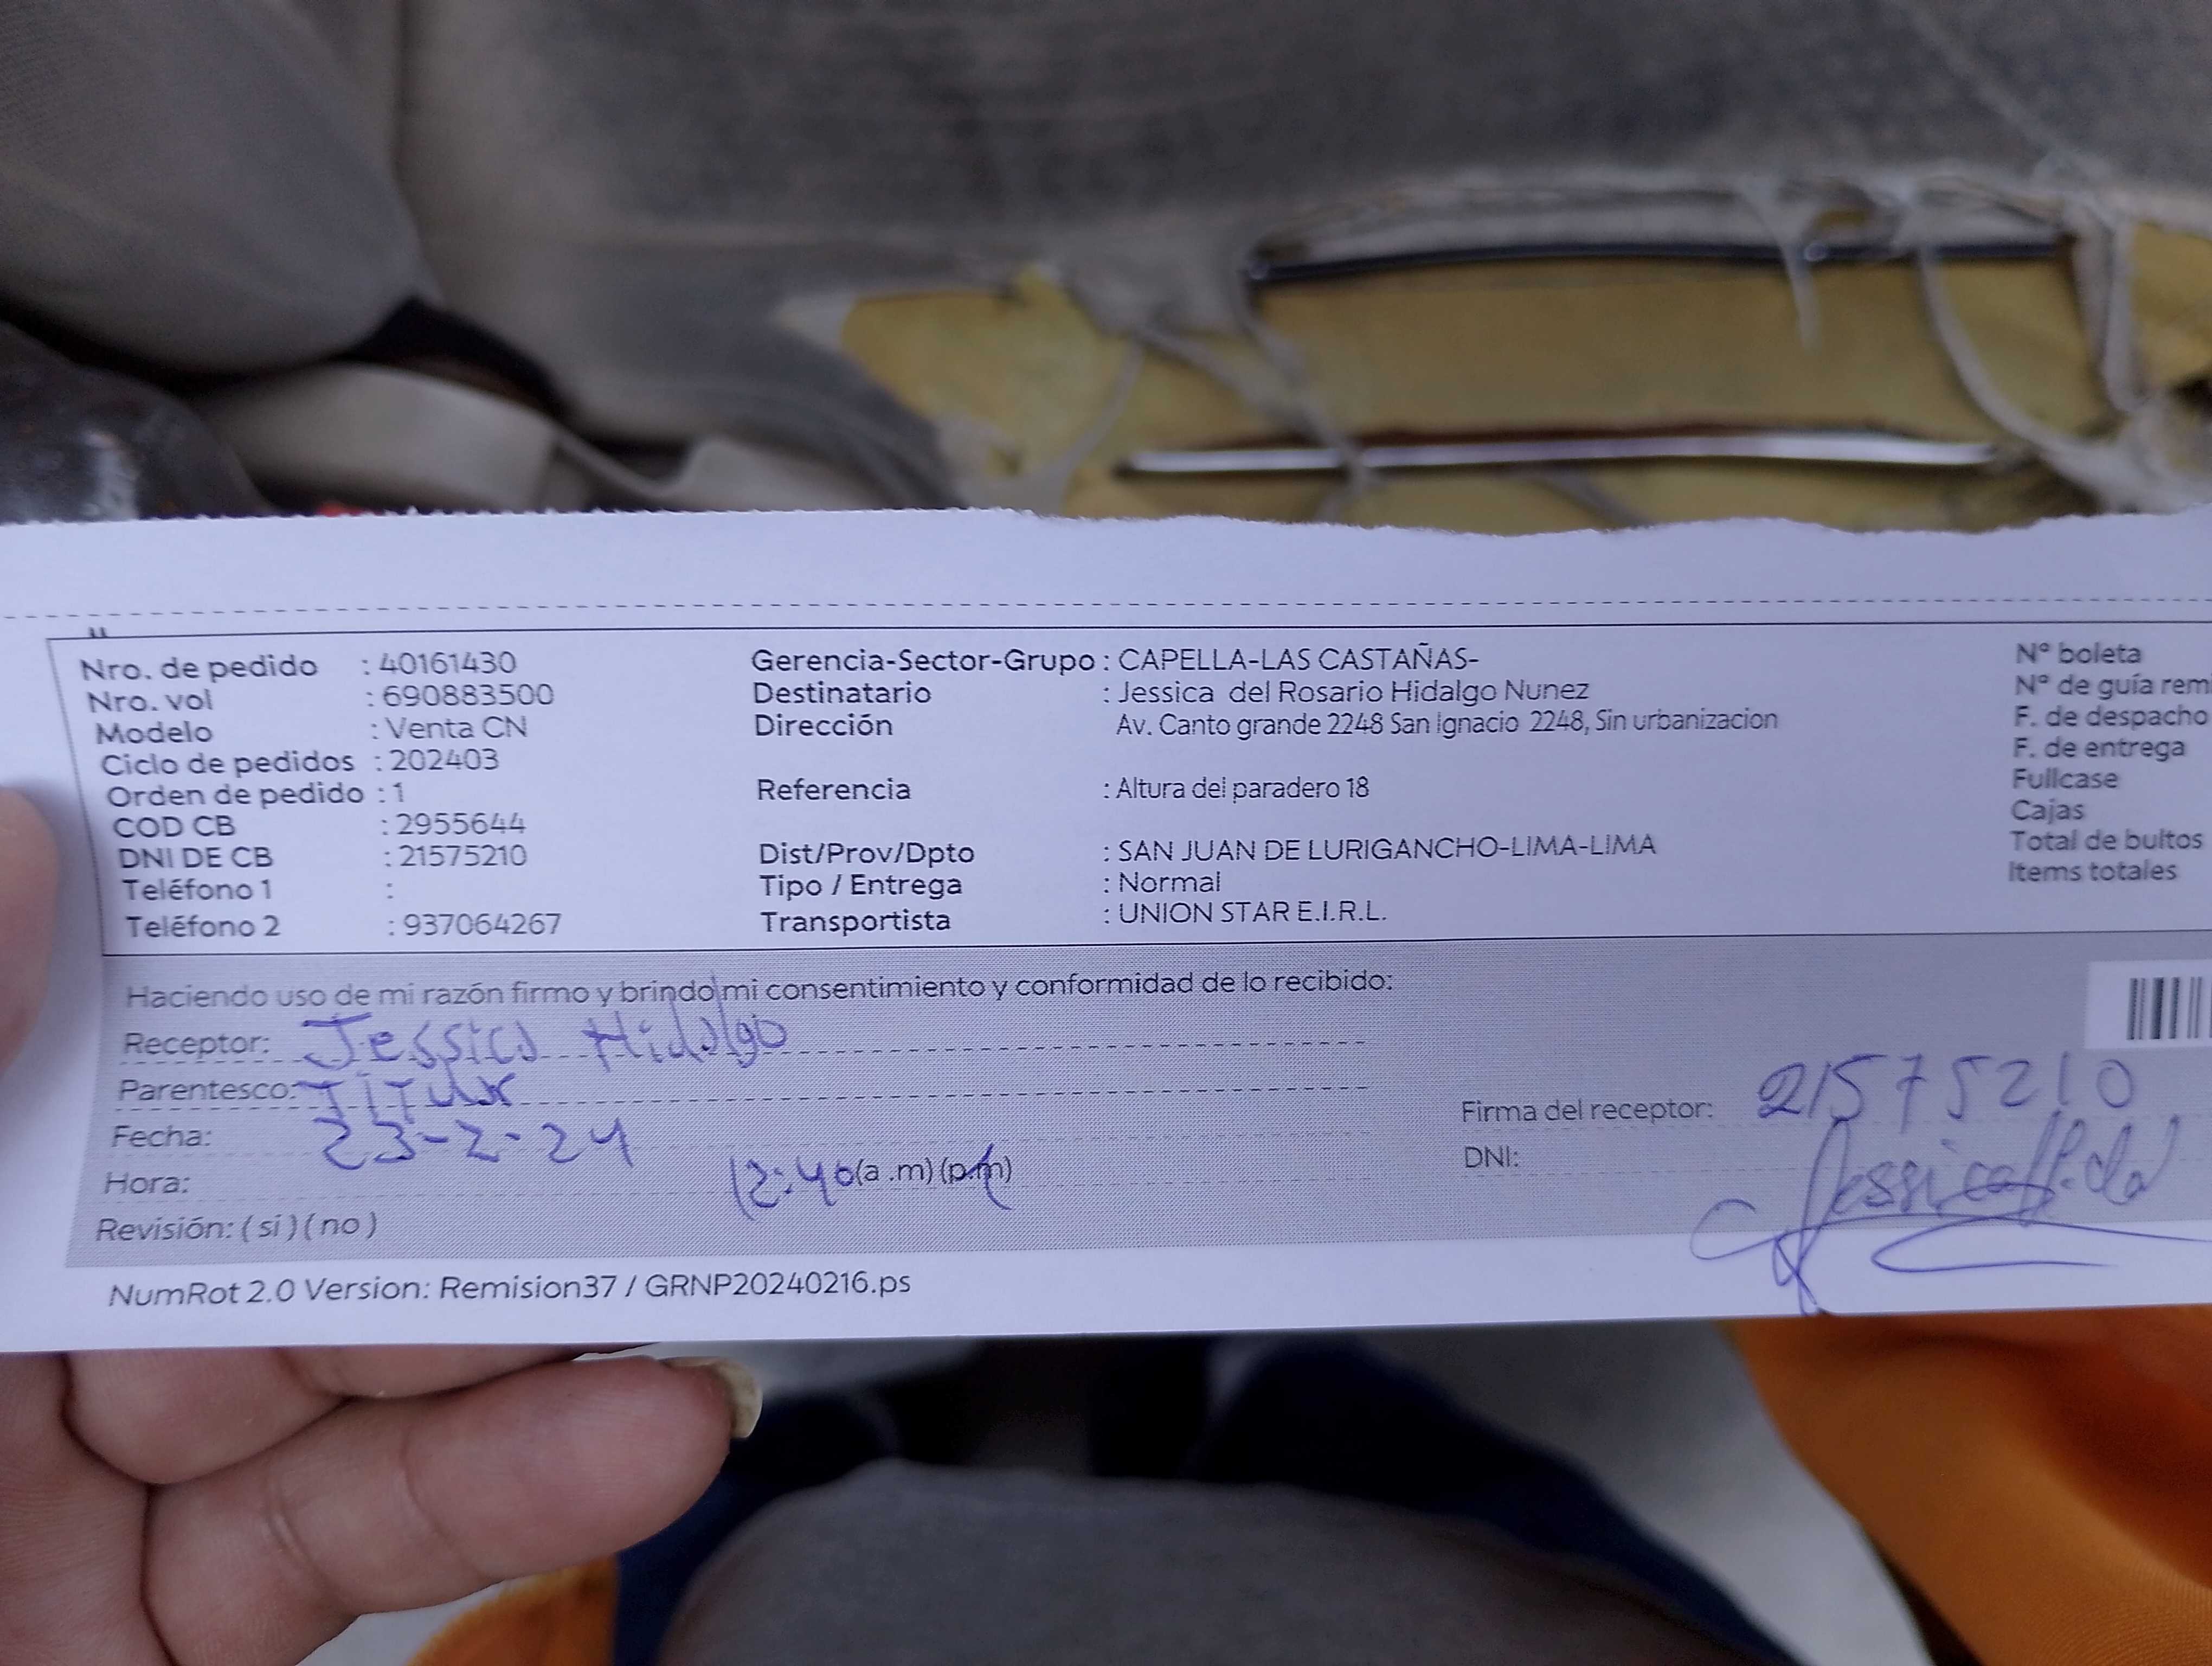 Nro. de pedido : 40161430
Nro. vol : 690883500
Modelo : Venta CN
Ciclo de pedidos : 202403
Orden de pedido : 1
COD CB : 2955644
DNI DE CB : 21575210
Teléfono 1 :
Teléfono 2 : 937064267
Gerencia-Sector-Grupo : CAPELLA-LAS CASTAÑAS-
Destinatario : Jessica del Rosario Hidalgo Nunez
Dirección Av. Canto grande 2248 San Ignacio 2248, Sin urbanizacion
Referencia : Altura del paradero 18
Dist/Prov/Dpto : SAN JUAN DE LURIGANCHO-LIMA-LIMA
Tipo / Entrega : Normal
Transportista : UNION STAR E.I.R.L.
N° boleta
N° de guía remi
F. de despacho
F. de entrega
Fullcase
Cajas
Total de bultos
Items totales
Haciendo uso de mi razón firmo y brindo mi consentimiento y conformidad de lo recibido:
Receptor: Jessica Hidalgo
Parentesco: Titular
Fecha: 23-2-24
Hora: 12:40 (a .m) (p.m)
Revisión: ( si ) ( no )
Firma del receptor: 21575210
DNI: Jessica Hidal
NumRot 2.0 Version: Remision37 / GRNP20240216.ps